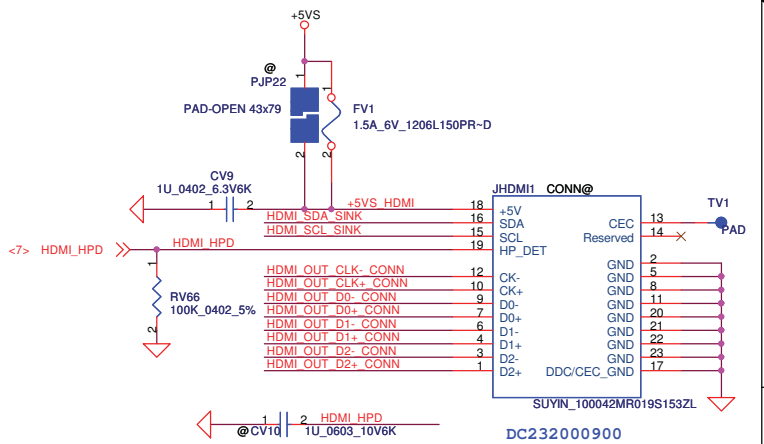 +5VS
@
PJP22
1
1
PAD-OPEN 43x79
FV1
1.5A_6V_1206L150PR~D
2
2
CV9
1U_0402_6.3V6K
1
2
+5VS_HDMI
18
HDMI_SDA_SINK
16
HDMI_SCL_SINK
15
<7> HDMI_HPD
HDMI_HPD
19
1
RV66
100K_0402_5%
2
HDMI_OUT_CLK-_CONN
12
HDMI_OUT_CLK+_CONN
10
HDMI_OUT_D0-_CONN
9
HDMI_OUT_D0+_CONN
7
HDMI_OUT_D1-_CONN
6
HDMI_OUT_D1+_CONN
4
HDMI_OUT_D2-_CONN
3
HDMI_OUT_D2+_CONN
1
JHDMI1 CONN@
+5V
SDA
SCL
HP_DET
CK-
CK+
D0-
D0+
D1-
D1+
D2-
D2+
CEC
Reserved
GND
GND
GND
GND
GND
GND
GND
GND
DDC/CEC_GND
13
14
2
5
8
11
20
21
22
23
17
TV1
PAD
SUYIN_100042MR019S153ZL
DC232000900
1
2
HDMI_HPD
@CV10
1U_0603_10V6K